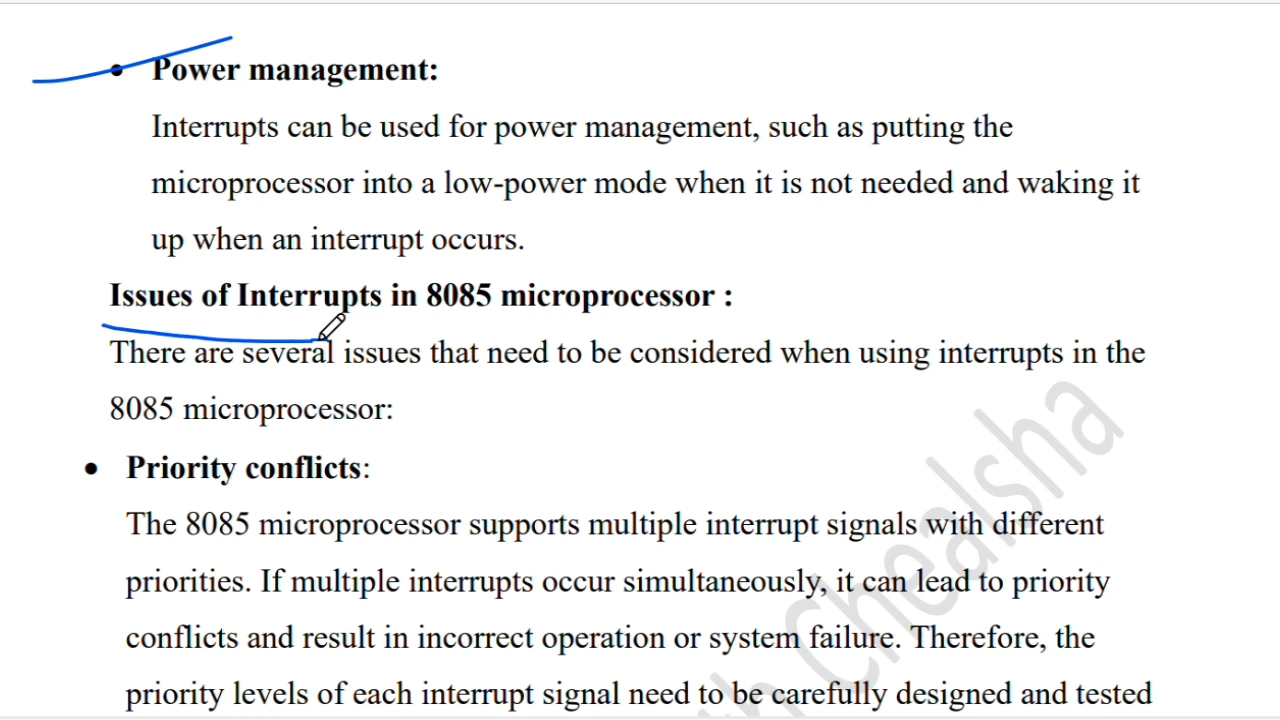 • Power management:
Interrupts can be used for power management, such as putting the
microprocessor into a low-power mode when it is not needed and waking it
up when an interrupt occurs.
Issues of Interrupts in 8085 microprocessor :
There are several issues that need to be considered when using interrupts in the
8085 microprocessor:
• Priority conflicts:
The 8085 microprocessor supports multiple interrupt signals with different
priorities. If multiple interrupts occur simultaneously, it can lead to priority
conflicts and result in incorrect operation or system failure. Therefore, the
priority levels of each interrupt signal need to be carefully designed and tested
Chealsha